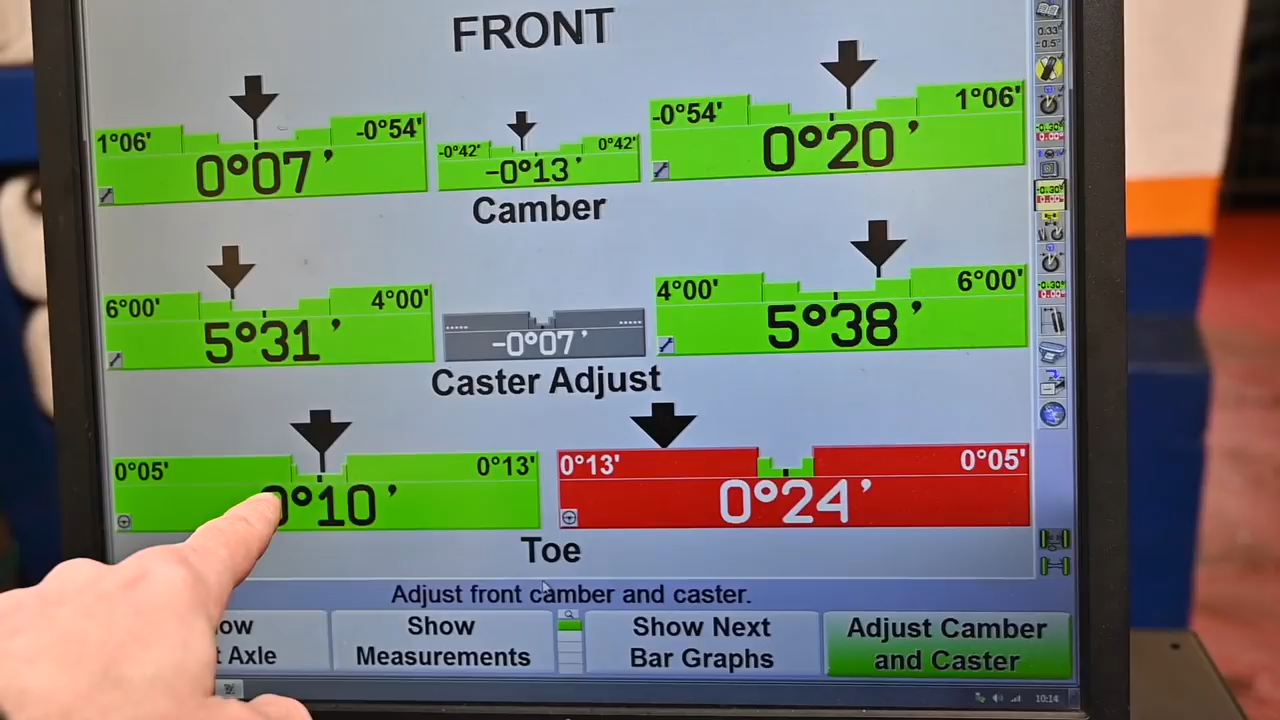 FRONT
1°06' -0°54' -0°42' 0°42' -0°54' 1°06'
0°07' -0°13' 0°20'
Camber
6°00' 4°00' 4°00' 6°00'
5°31' -0°07' 5°38'
Caster Adjust
0°05' 0°13' 0°13' 0°05'
0°10' 0°24'
Toe
Adjust front camber and caster.
Show Show Next Adjust Camber
Axle Measurements Bar Graphs and Caster
10:14